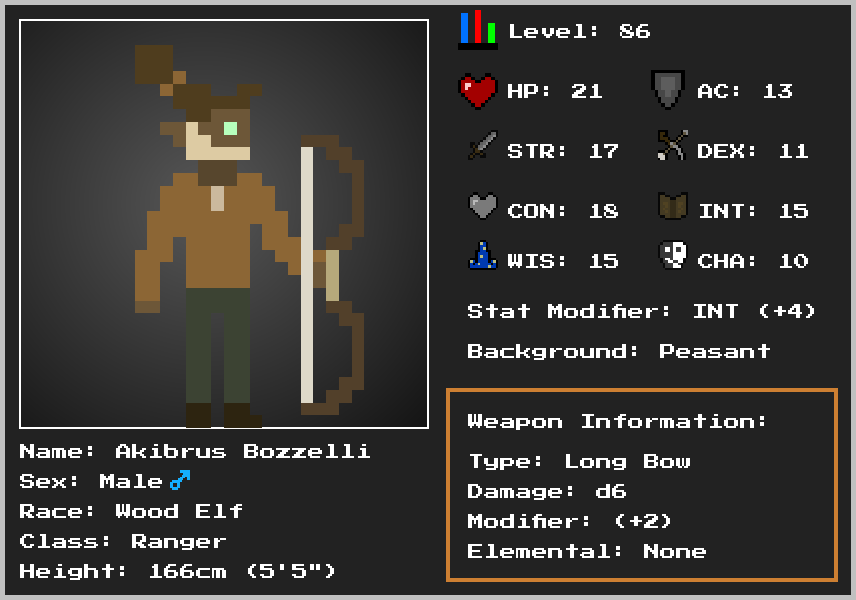 Level: 86
HP: 21 AC: 13
STR: 17 DEX: 11
CON: 18 INT: 15
WIS: 15 CHA: 10
Stat Modifier: INT (+4)
Background: Peasant
Weapon Information:
Type: Long Bow
Damage: d6
Modifier: (+2)
Elemental: None
Name: Akibrus Bozzelli
Sex: Male♂
Race: Wood Elf
Class: Ranger
Height: 166cm (5'5")